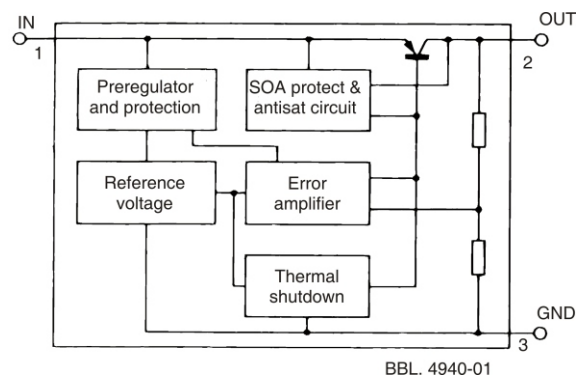 IN
OUT
1
2
Preregulator
and protection
SOA protect &
antisat circuit
Reference
voltage
Error
amplifier
Thermal
shutdown
GND
3
BBL. 4940-01